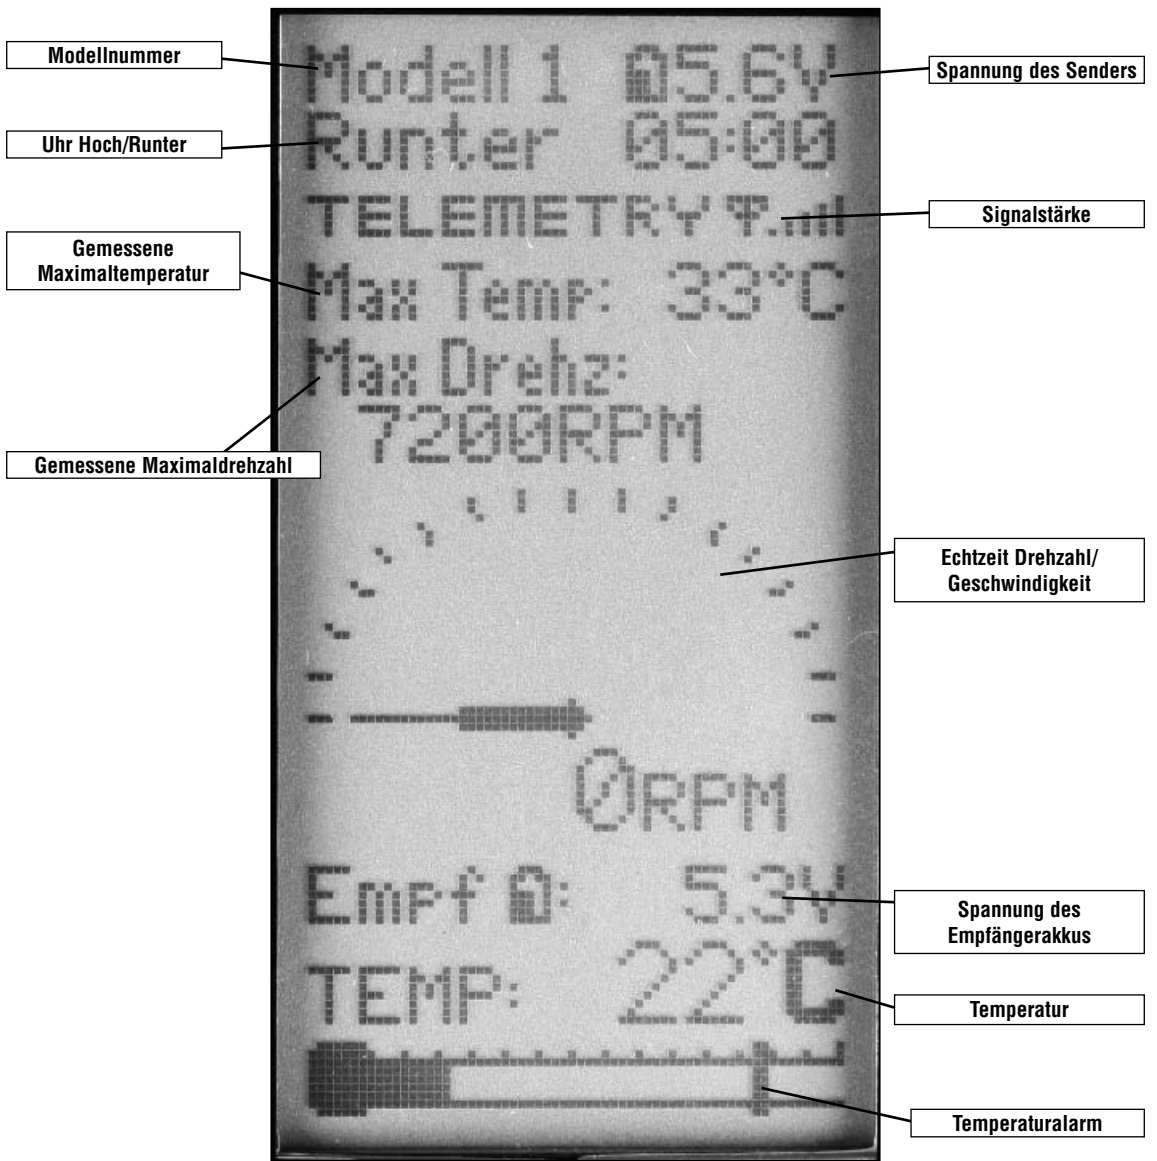 Modellnummer
Modell 1 5.6V
Spannung des Senders
Uhr Hoch/Runter
Runter 05:00
TELEMETRY
Signalstärke
Gemessene
Maximaltemperatur
Max Temp: 33°C
Max Drehz:
7200RPM
Gemessene Maximaldrehzahl
Echtzeit Drehzahl/
Geschwindigkeit
0RPM
Empf : 5.3V
Spannung des
Empfängerakkus
TEMP: 22°C
Temperatur
Temperaturalarm